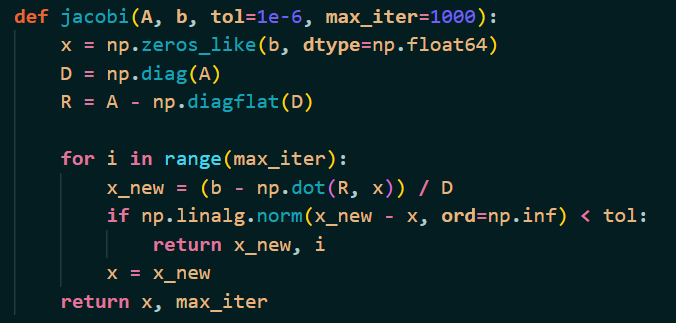 def jacobi(A, b, tol=1e-6, max_iter=1000):
    x = np.zeros_like(b, dtype=np.float64)
    D = np.diag(A)
    R = A - np.diagflat(D)

    for i in range(max_iter):
        x_new = (b - np.dot(R, x)) / D
        if np.linalg.norm(x_new - x, ord=np.inf) < tol:
            return x_new, i
        x = x_new
    return x, max_iter